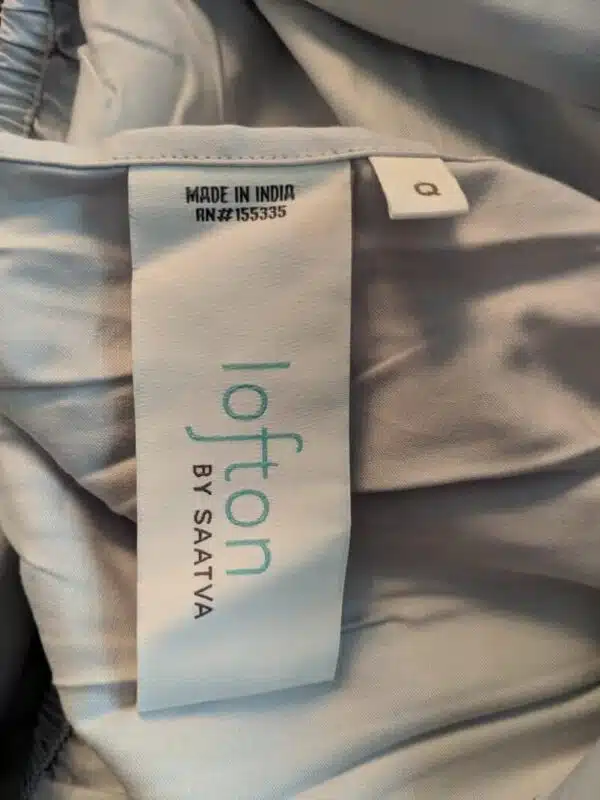 MADE IN INDIA
RN#155335
Q
lofton
BY SAATVA